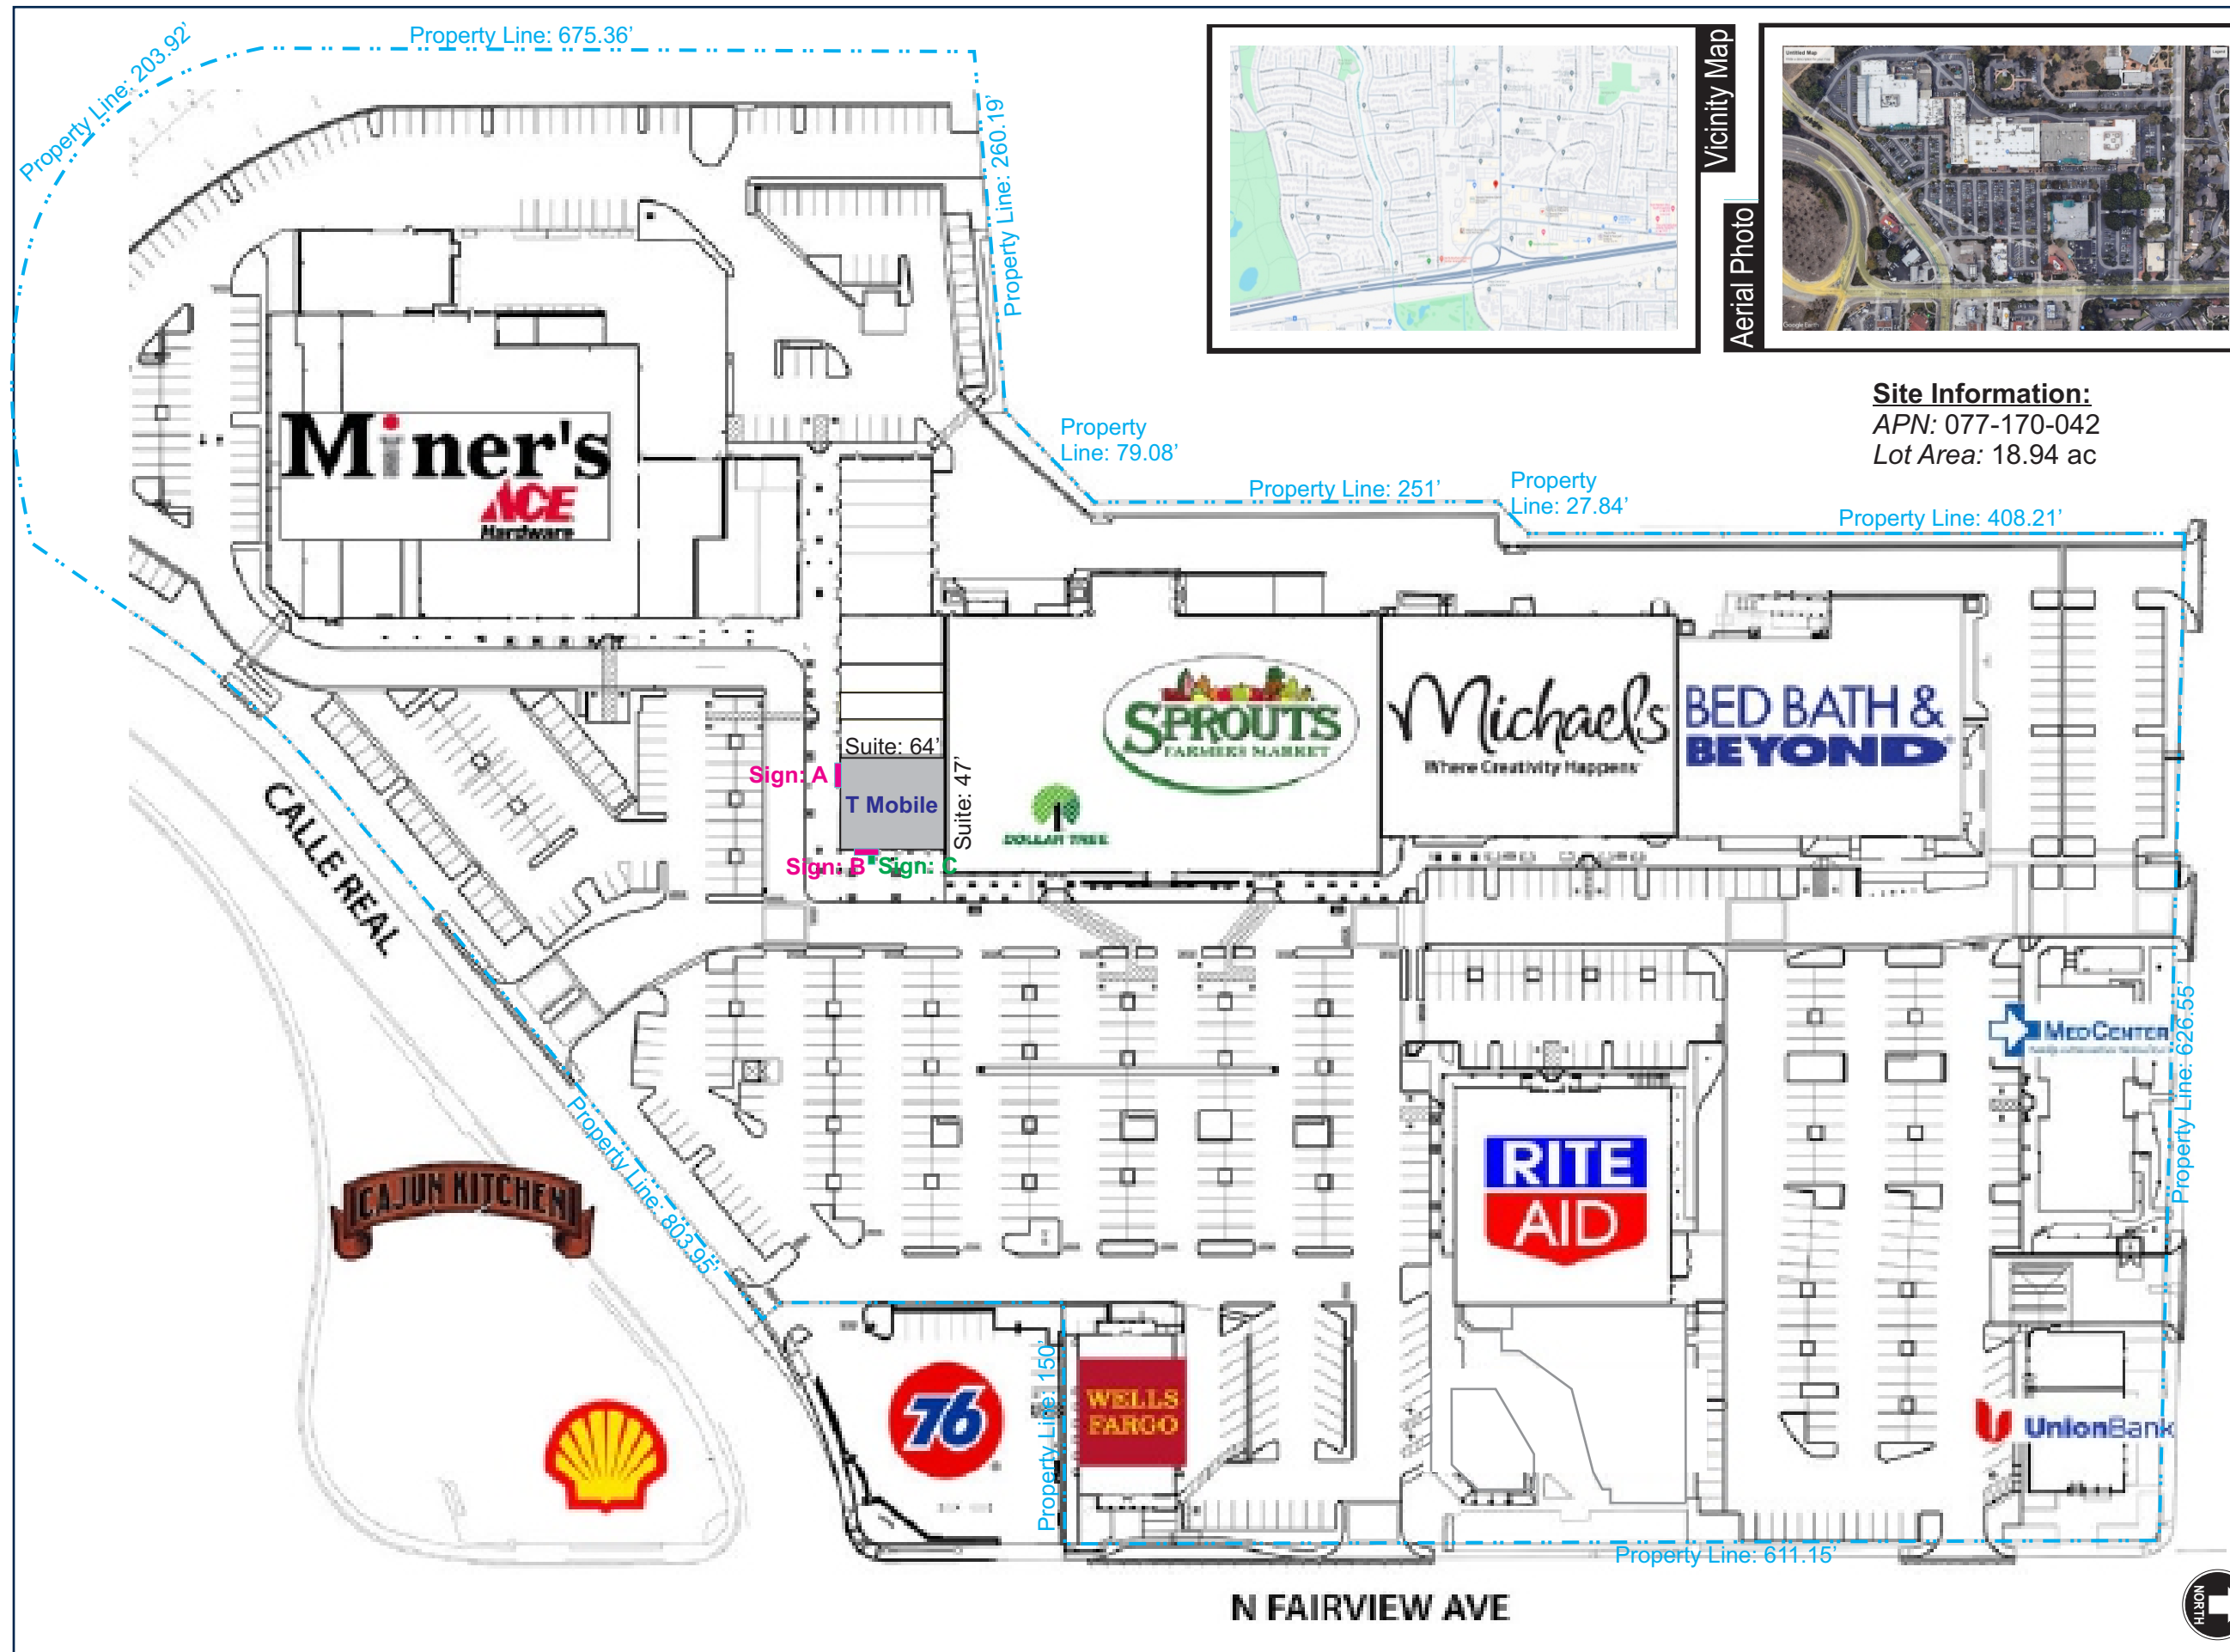 Property Line: 675.36’
Property Line: 203.92’
Property Line: 260.19’
Vicinity Map
Aerial Photo
Untitled Map
Google Earth
Site Information:
APN: 077-170-042
Lot Area: 18.94 ac
Property
Line: 79.08’
Property Line: 251’
Property
Line: 27.84’
Property Line: 408.21’
Miner's
ACE
Hardware
SPROUTS
FARMERS MARKET
Michaels
Where Creativity Happens
BED BATH &
BEYOND
DOLLAR TREE
Suite: 64’
Suite: 47’
Sign: A
T Mobile
Sign: B
Sign: C
CALLE REAL
MEDCENTER
Property Line: 626.55’
Property Line: 803.95’
CAJUN KITCHEN
RITE
AID
76
Property Line: 150’
WELLS
FARGO
UnionBank
Property Line: 611.15’
N FAIRVIEW AVE
NORTH